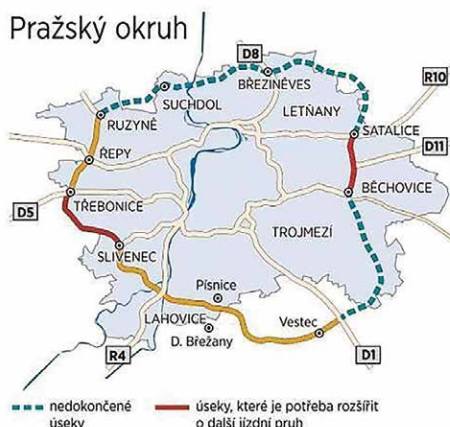 Pražský okruh
D8
BŘEZINĚVES
SUCHDOL
LETŇANY
R10
RUZYNĚ
SATALICE
ŘEPY
D11
BĚCHOVICE
D5
TŘEBONICE
TROJMEZÍ
SLIVENEC
Písnice
LAHOVICE
Vestec
D. Břežany
R4
D1
nedokončené
úseky
úseky, které je potřeba rozšířit
o další jízdní pruh